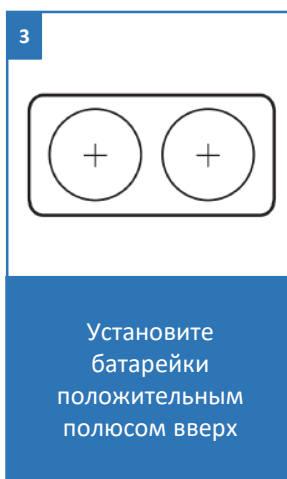 3
+ +
Установите
батарейки
положительным
полюсом вверх